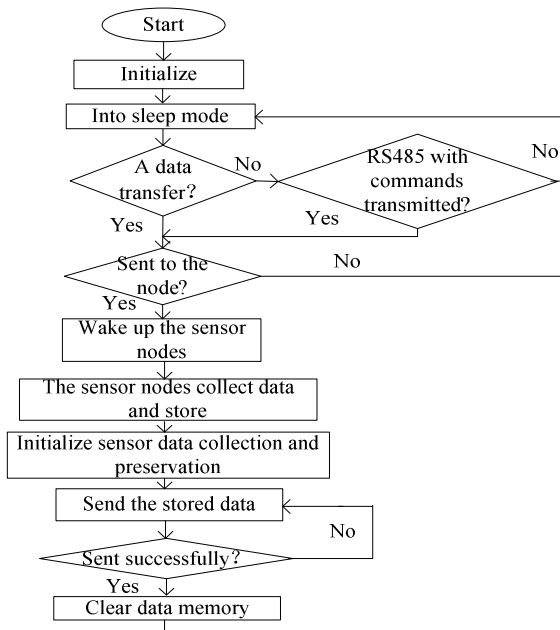 Start
Initialize
Into sleep mode
A data
transfer?
No
RS485 with
commands
transmitted?
No
Yes
Yes
Sent to the
node?
No
Yes
Wake up the sensor
nodes
The sensor nodes collect data
and store
Initialize sensor data collection and
preservation
Send the stored data
No
Sent successfully?
Yes
Clear data memory